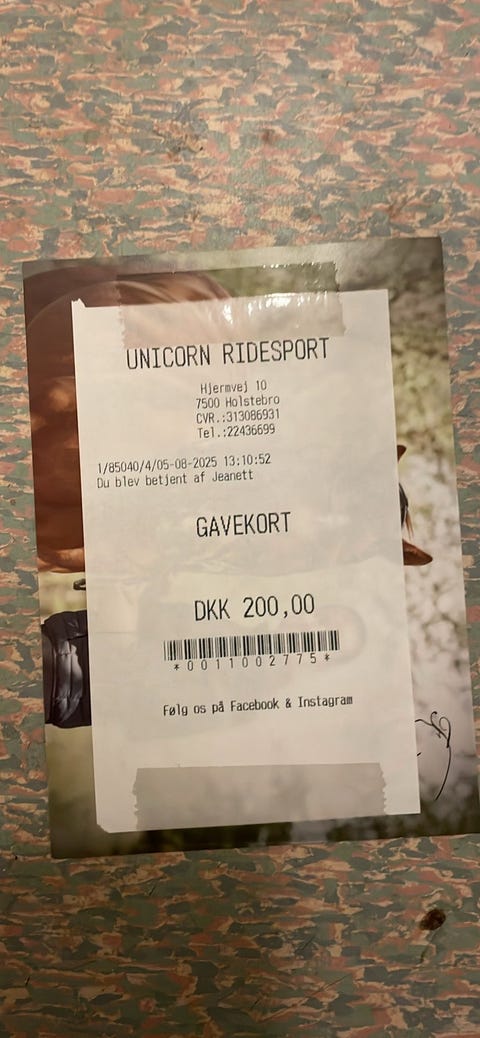 UNICORN RIDESPORT
Hjermvej 10
7500 Holstebro
CVR.:313086931
Tel.:22436699
1/85040/4/05-08-2025 13:10:52
Du blev betjent af Jeanett
GAVEKORT
DKK 200,00
*0011002775*
Følg os på Facebook & Instagram